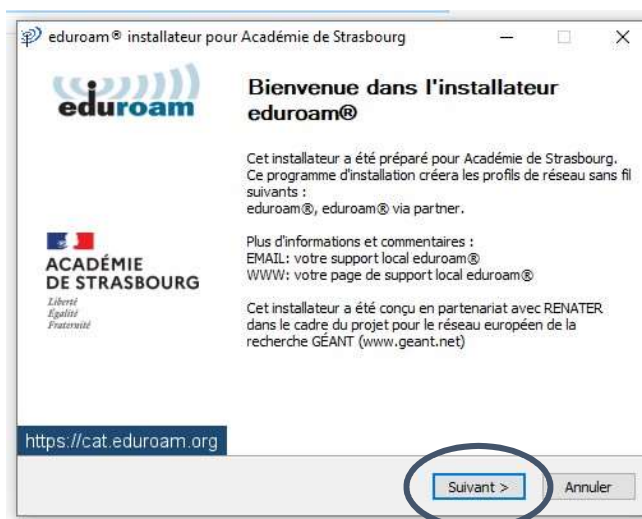 eduroam® installateur pour Académie de Strasbourg
eduroam
Bienvenue dans l'installateur
eduroam®
Cet installateur a été préparé pour Académie de Strasbourg.
Ce programme d'installation créera les profils de réseau sans fil
suivants :
eduroam®, eduroam® via partner.
Plus d'informations et commentaires :
EMAIL: votre support local eduroam®
WWW: votre page de support local eduroam®
Cet installateur a été conçu en partenariat avec RENATER
dans le cadre du projet pour le réseau européen de la
recherche GÉANT (www.geant.net)
ACADÉMIE
DE STRASBOURG
Liberté
Égalité
Fraternité
https://cat.eduroam.org
Suivant >
Annuler